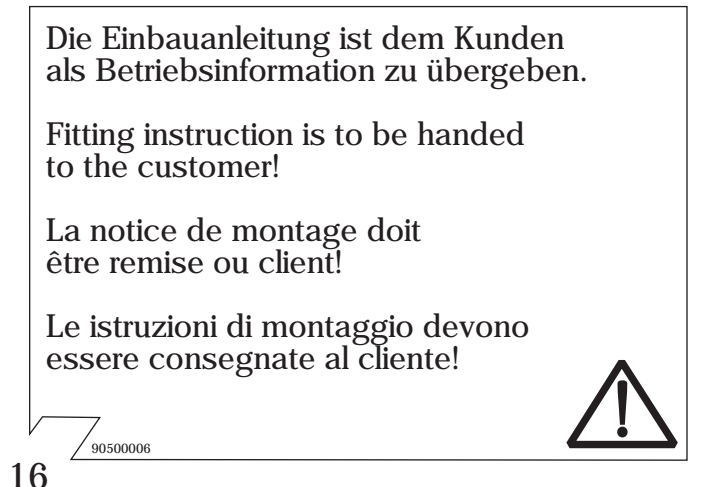 Die Einbauanleitung ist dem Kunden
als Betriebsinformation zu übergeben.
Fitting instruction is to be handed
to the customer!
La notice de montage doit
être remise ou client!
Le istruzioni di montaggio devono
essere consegnate al cliente!
90500006
16